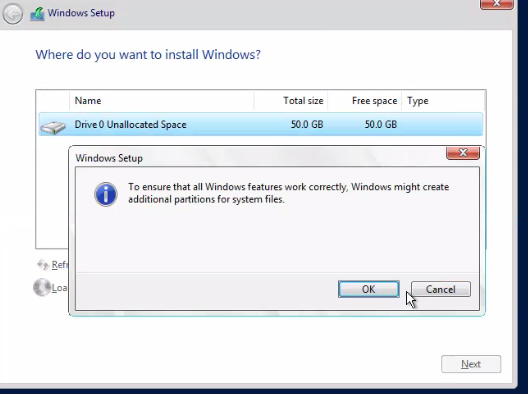 Windows Setup
Where do you want to install Windows?
Name Total size Free space Type
Drive 0 Unallocated Space 50.0 GB 50.0 GB
Windows Setup
To ensure that all Windows features work correctly, Windows might create
additional partitions for system files.
Refr
Loa
OK Cancel
Next